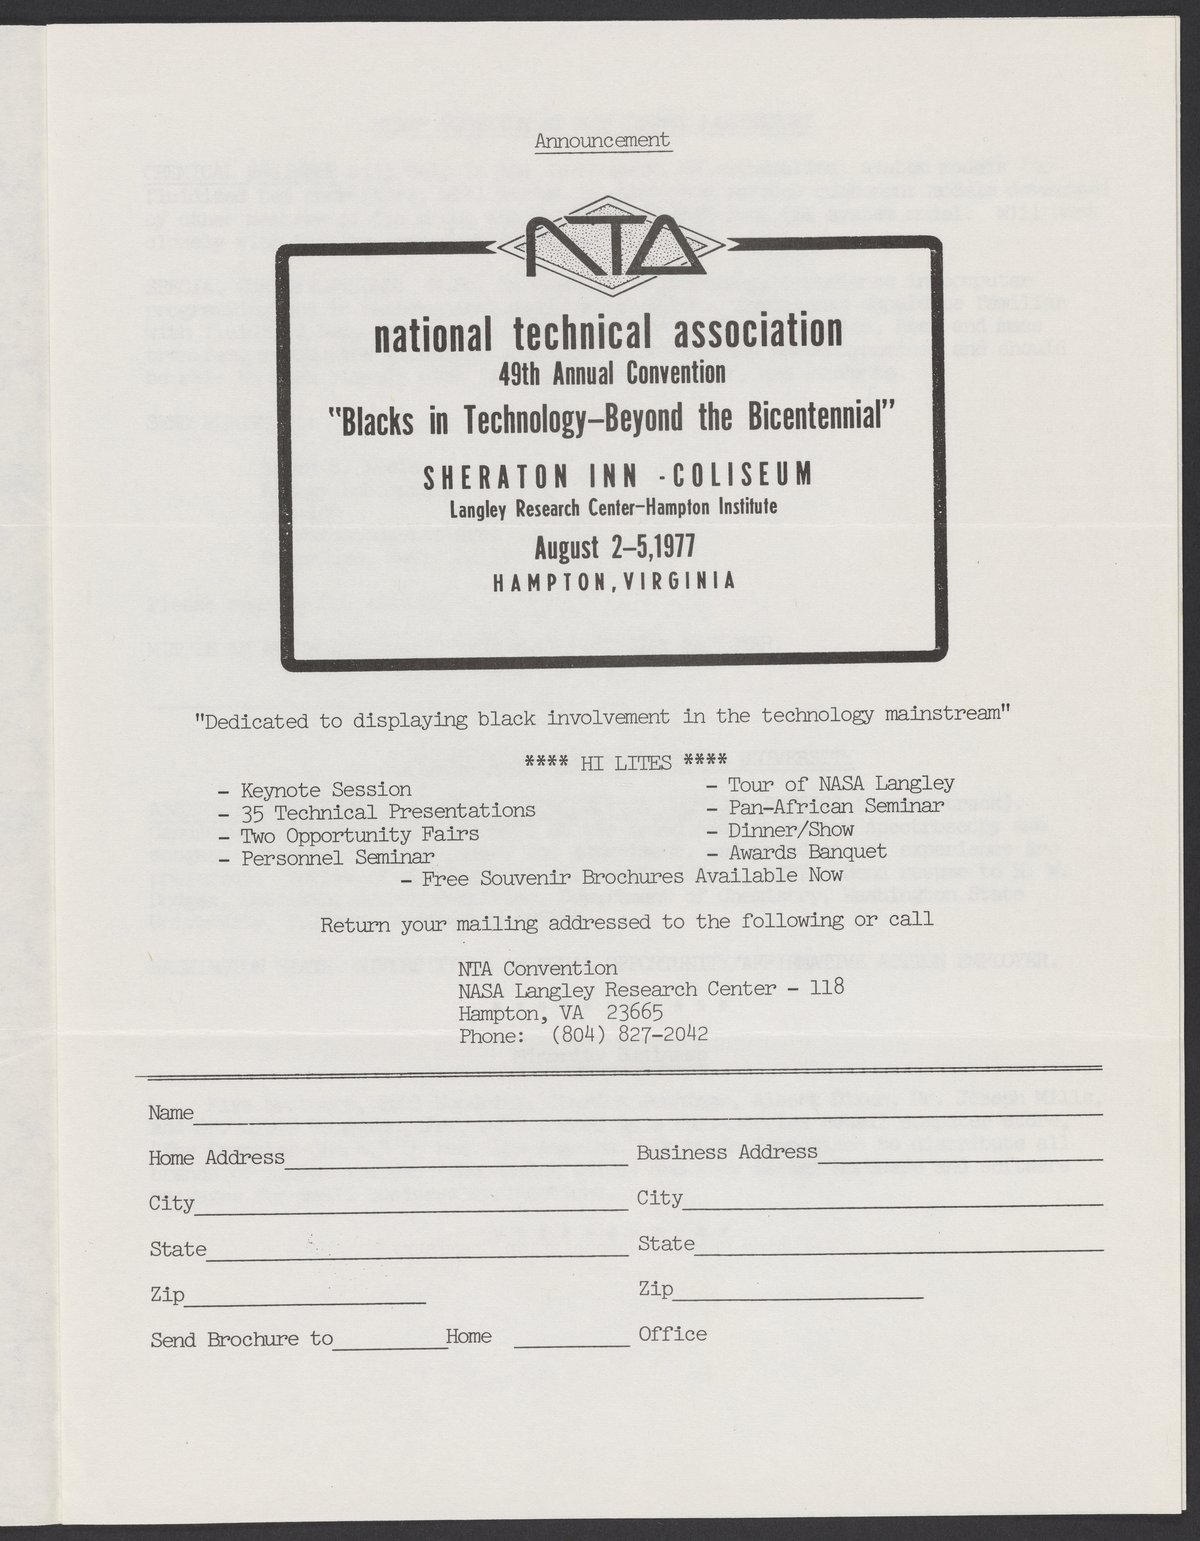 Announcement
NTA
national technical association
49th Annual Convention
"Blacks in Technology—Beyond the Bicentennial"
SHERATON INN - COLISEUM
Langley Research Center—Hampton Institute
August 2—5,1977
HAMPTON, VIRGINIA
"Dedicated to displaying black involvement in the technology mainstream"
**** HI LITES ****
- Keynote Session
- 35 Technical Presentations
- Two Opportunity Fairs
- Personnel Seminar
- Tour of NASA Langley
- Pan-African Seminar
- Dinner/Show
- Awards Banquet
- Free Souvenir Brochures Available Now
Return your mailing addressed to the following or call
NTA Convention
NASA Langley Research Center - 118
Hampton, VA 23665
Phone: (804) 827-2042
Name
Home Address Business Address
City City
State State
Zip Zip
Send Brochure to Home Office